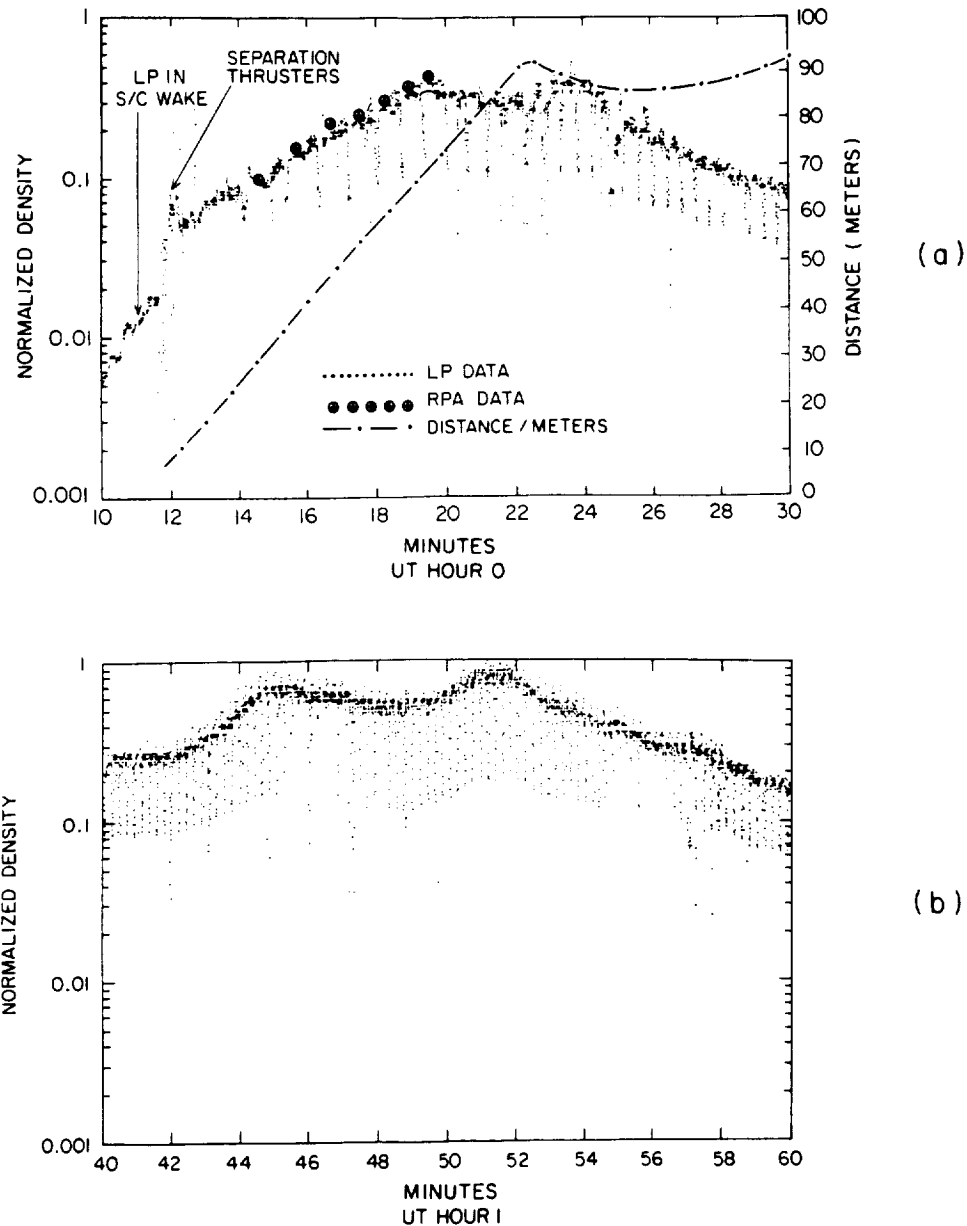 1
0.1
0.01
0.001
NORMALIZED DENSITY
LP IN
S/C WAKE
SEPARATION
THRUSTERS
LP DATA
RPA DATA
DISTANCE/METERS
100
90
80
70
60
50
40
30
20
10
0
DISTANCE ( METERS)
10 12 14 16 18 20 22 24 26 28 30
MINUTES
UT HOUR 0
(a)
1
0.1
0.01
0.001
NORMALIZED DENSITY
40 42 44 46 48 50 52 54 56 58 60
MINUTES
UT HOUR I
(b)